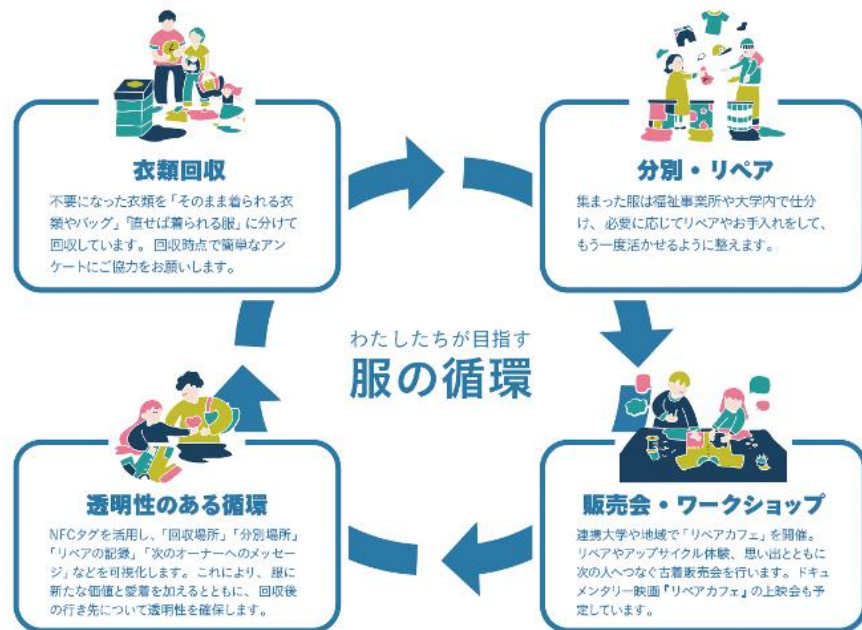 衣類回収
不要になった衣類を「そのまま着られる衣
類やバッグ」「直せば着られる服」に分けて
回収しています。回収時点で簡単なアン
ケートにご協力をお願いします。
分別・リペア
集まった服は福祉事業所や大学内で仕分
け、必要に応じてリペアやお手入れをして、
もう一度活かせるように整えます。
わたしたちが目指す
服の循環
透明性のある循環
NFCタグを活用し、「回収場所」「分別場所」
「リペアの記録」「次のオーナーへのメッセー
ジ」などを可視化します。これにより、服に
新たな価値と愛着を加えるとともに、回収後
の行き先について透明性を確保します。
販売会・ワークショップ
連携大学や地域で「リペアカフェ」を開催。
リペアやアップサイクル体験、思い出とともに
次の人へつなぐ古着販売会を行います。ドキュ
メンタリー映画『リペアカフェ』の上映会も予
定しています。